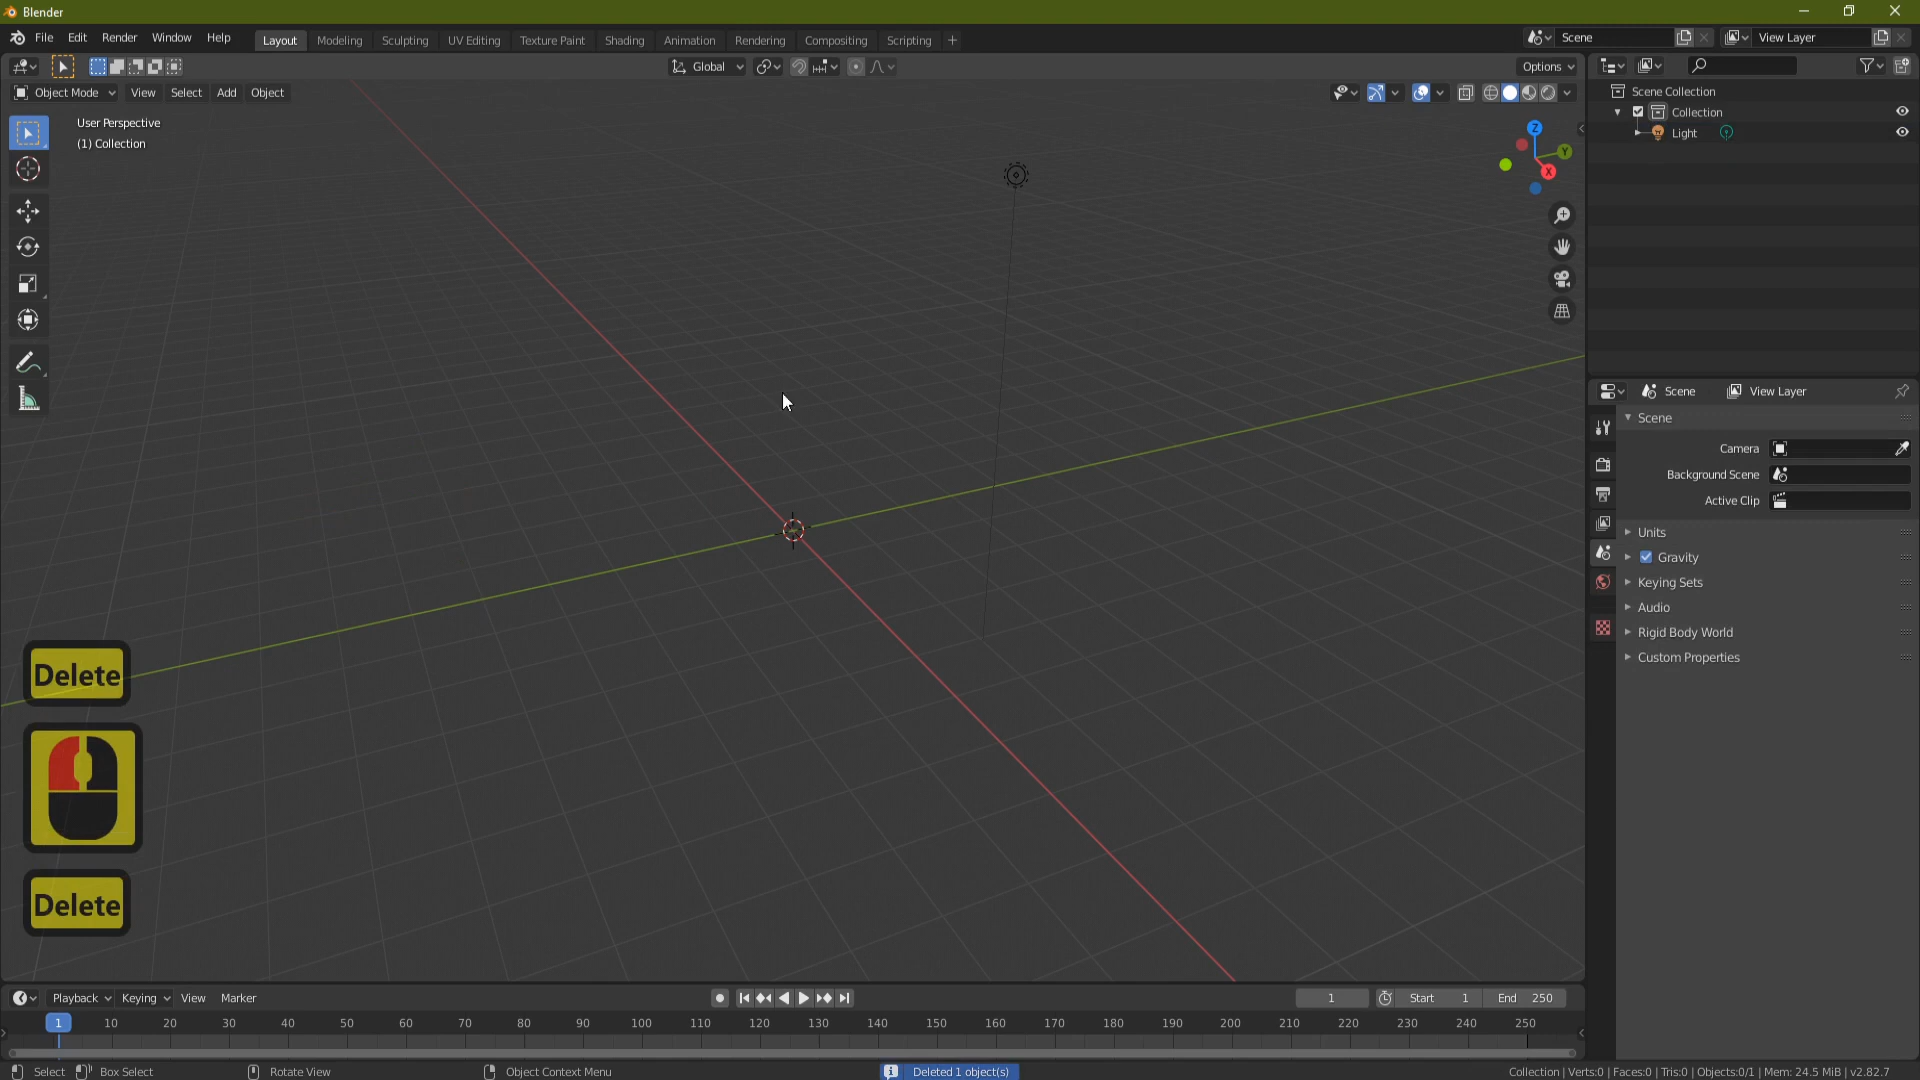 Blender
File Edit Render Window Help Layout Modeling Sculpting UV Editing Texture Paint Shading Animation Rendering Compositing Scripting + Scene View Layer
Global Options
Object Mode View Select Add Object
User Perspective
(1) Collection
Z
Y
X
Scene Collection
Collection
Light
Scene View Layer
Scene
Camera
Background Scene
Active Clip
Units
Gravity
Keying Sets
Audio
Rigid Body World
Custom Properties
Delete
Delete
Playback Keying View Marker 1 Start 1 End 250
1 10 20 30 40 50 60 70 80 90 100 110 120 130 140 150 160 170 180 190 200 210 220 230 240 250
Select Box Select Rotate View Object Context Menu Deleted 1 object(s) Collection | Verts:0 | Faces:0 | Tris:0 | Objects:0/1 | Mem: 24.5 MiB | v2.82.7